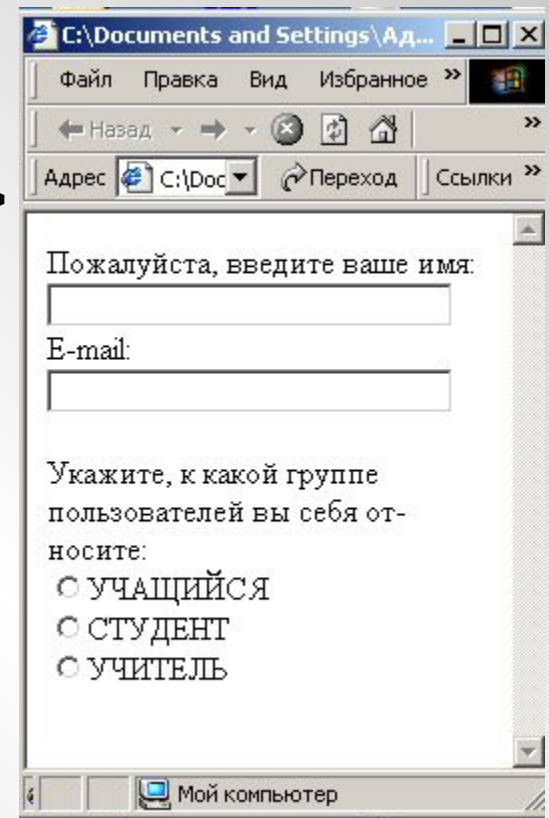 C:\Documents and Settings\Ад...
Файл Правка Вид Избранное »
Назад »
Адрес C:\Doc Переход Ссылки »
Пожалуйста, введите ваше имя:
E-mail:
Укажите, к какой группе
пользователей вы себя от-
носите:
УЧАЩИЙСЯ
СТУДЕНТ
УЧИТЕЛЬ
Мой компьютер